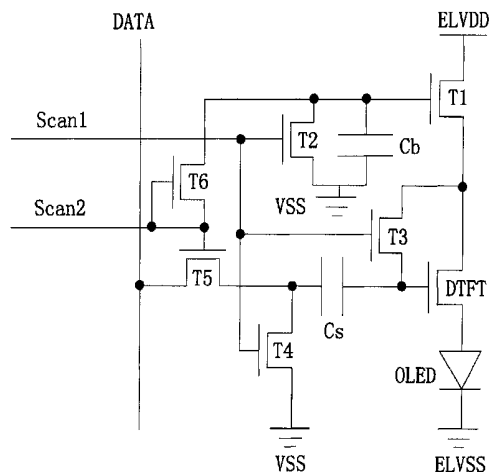 DATA
ELVDD
Scan1
T1
T2
Cb
T6
VSS
Scan2
T3
T5
DTFT
Cs
T4
OLED
VSS
ELVSS